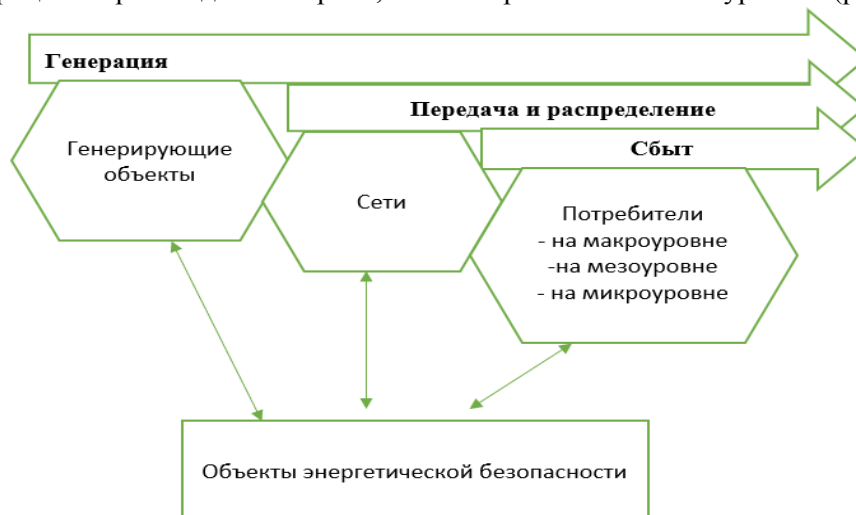 Генерация
Передача и распределение
Сбыт
Генерирующие
объекты
Сети
Потребители
- на макроуровне
-на мезоуровне
- на микроуровне
Объекты энергетической безопасности